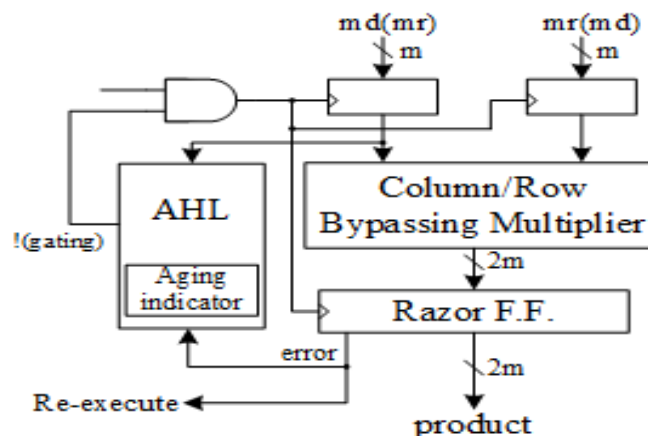 md(mr)
mr(md)
m
m
AHL
Column/Row
Bypassing Multiplier
!(gating)
Aging
indicator
2m
Razor F.F.
error
2m
Re-execute
product